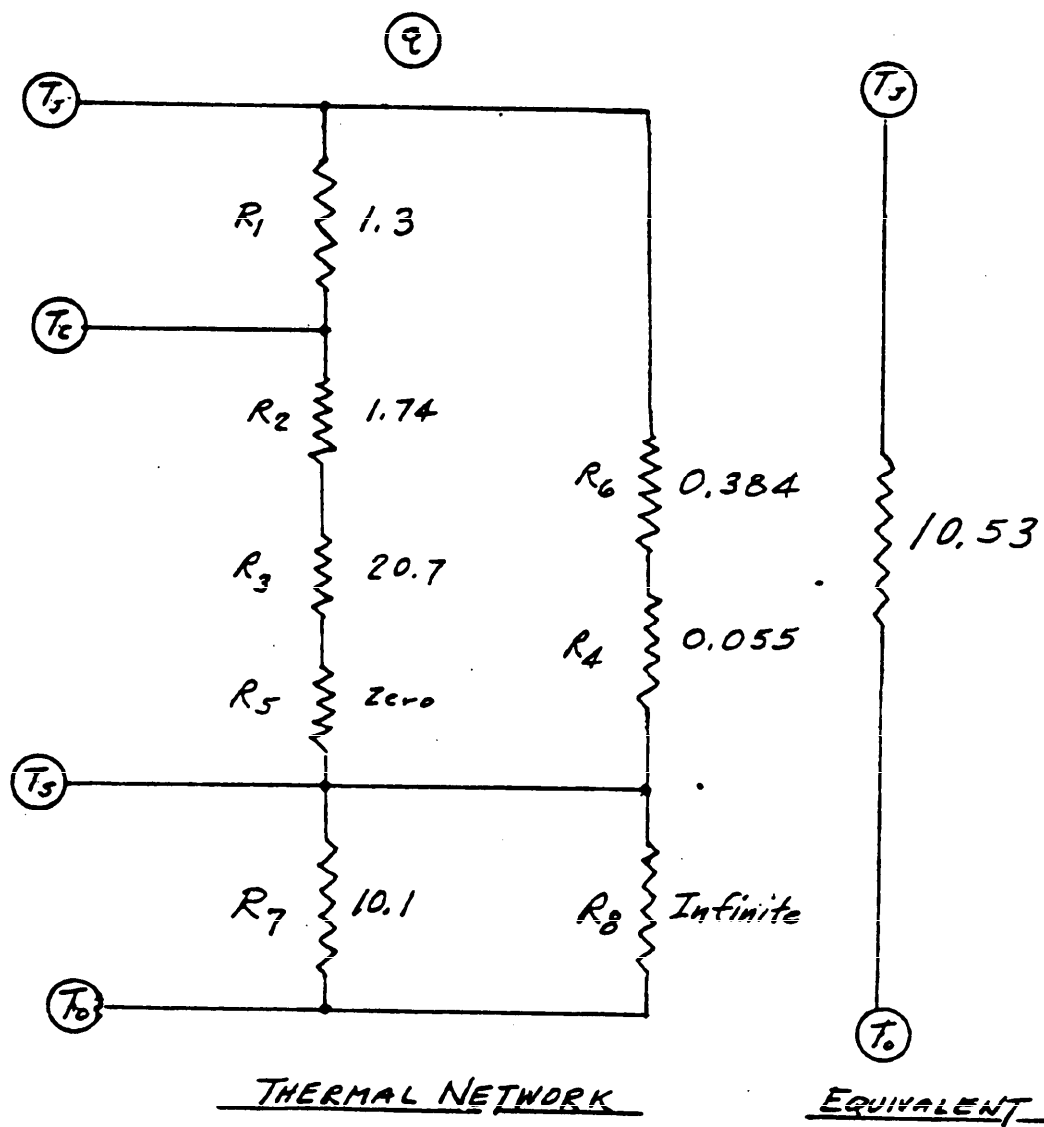 q
TJ
TJ
R1 1.3
Tc
R2 1.74
R6 0.384
10.53
R3 20.7
R4 0.055
R5 Zero
Ts
R7 10.1
R8 Infinite
To
To
THERMAL NETWORK
EQUIVALENT